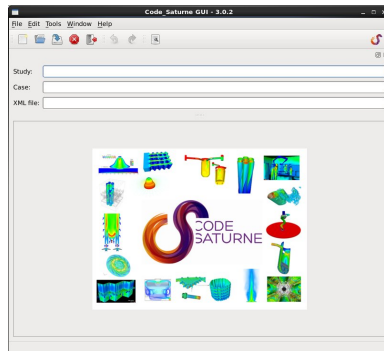 Code_Saturne GUI - 3.0.2
File Edit Tools Window Help
Study:
Case:
XML file:
CODE
SATURNE